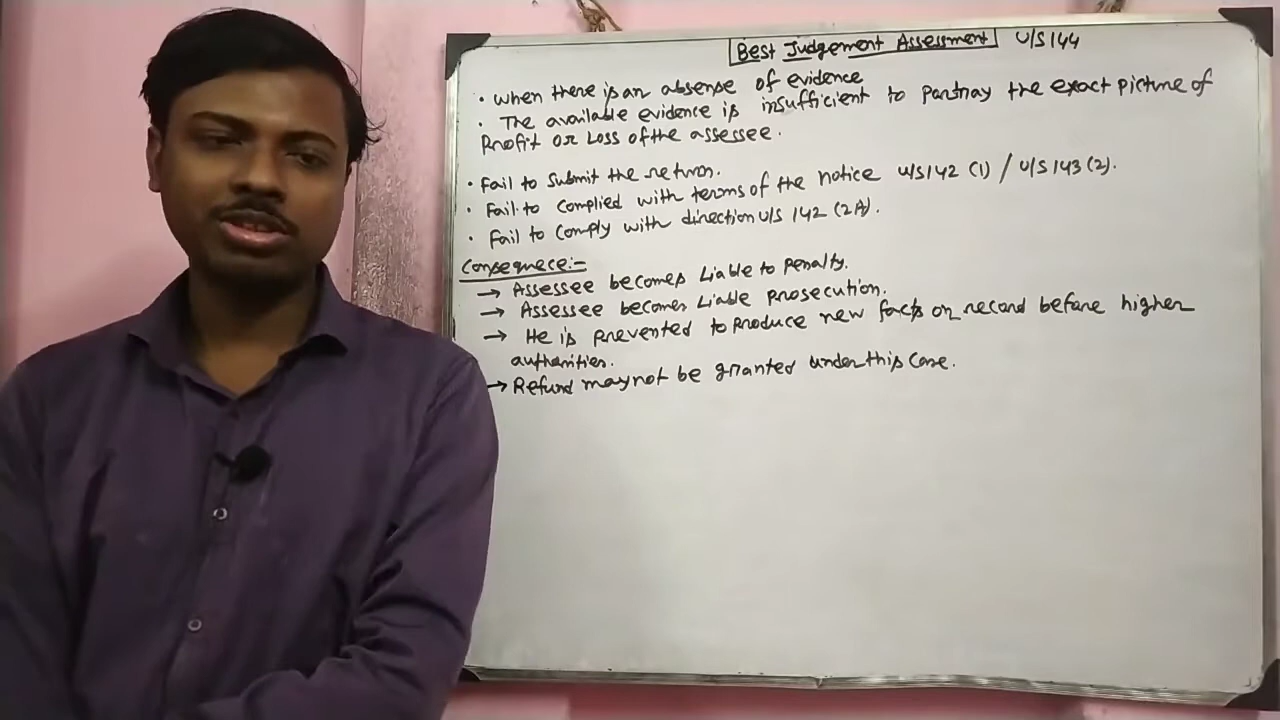 Best Judgement Assessment U/S 144
• When there is an absense of evidence
• The available evidence is insufficient to portray the exact picture of
Profit or Loss of the assessee.
• Fail to submit the return.
• Fail to complied with terms of the notice u/s 142 (1) / u/s 143 (2).
• Fail to comply with direction u/s 142 (2A).
Consequece:-
→ Assessee becomes Liable to penalty.
→ Assessee becomes Liable prosecution.
→ He is prevented to produce new facts on record before higher
authorities.
→ Refund may not be granted under this case.